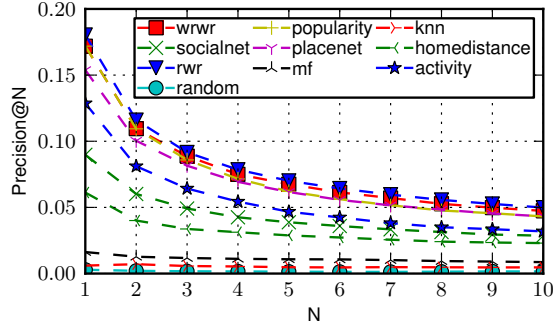 0.20
wrwr popularity knn
socialnet placenet homedistance
rwr mf activity
random
0.15
0.10
0.05
0.00
Precision@N
1 2 3 4 5 6 7 8 9 10
N